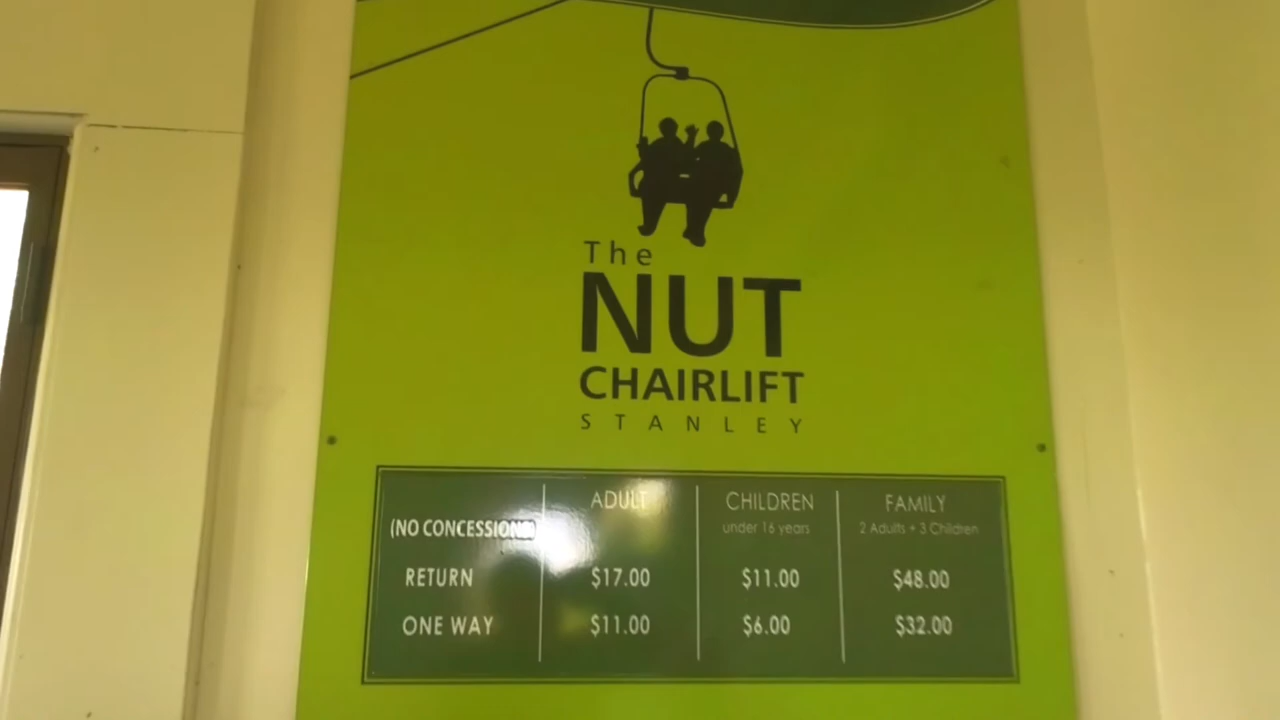 The
NUT
CHAIRLIFT
STANLEY
ADULT CHILDREN FAMILY
(NO CONCESSIONS) under 16 years 2 Adults + 3 Children
RETURN $17.00 $11.00 $48.00
ONE WAY $11.00 $6.00 $32.00